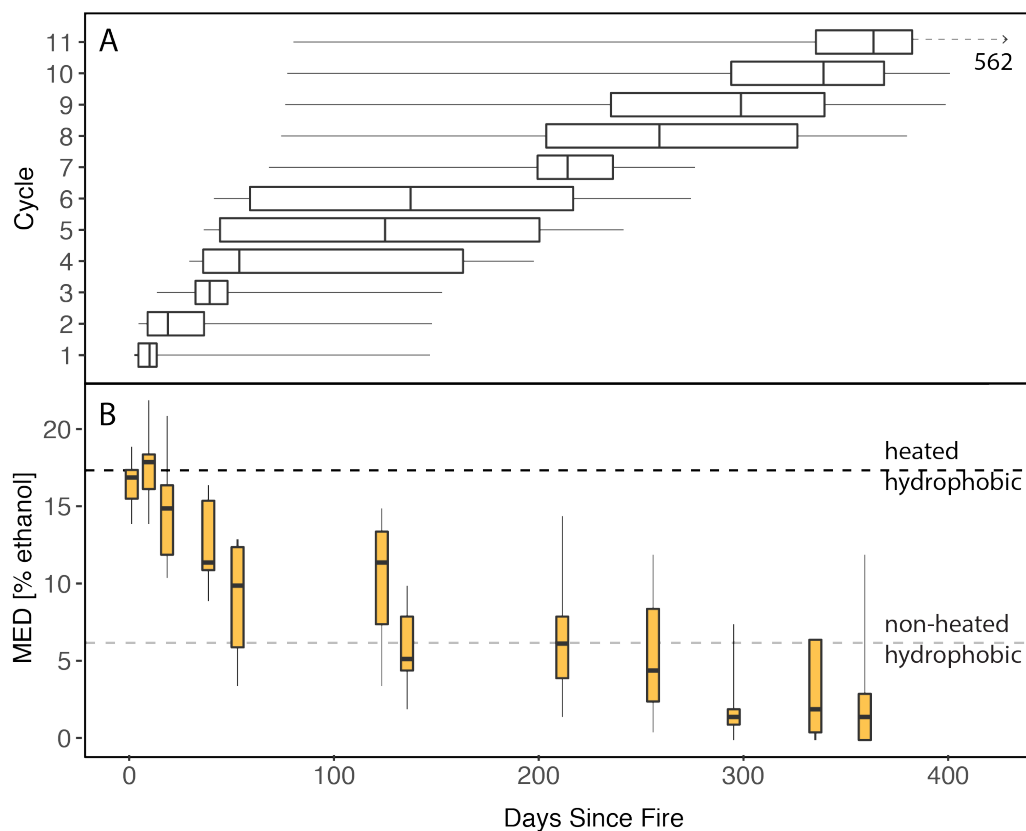 A
11
10
9
8
7
6
5
4
3
2
1
Cycle
562
B
20
15
10
5
0
MED [% ethanol]
heated
hydrophobic
non-heated
hydrophobic
0 100 200 300 400
Days Since Fire